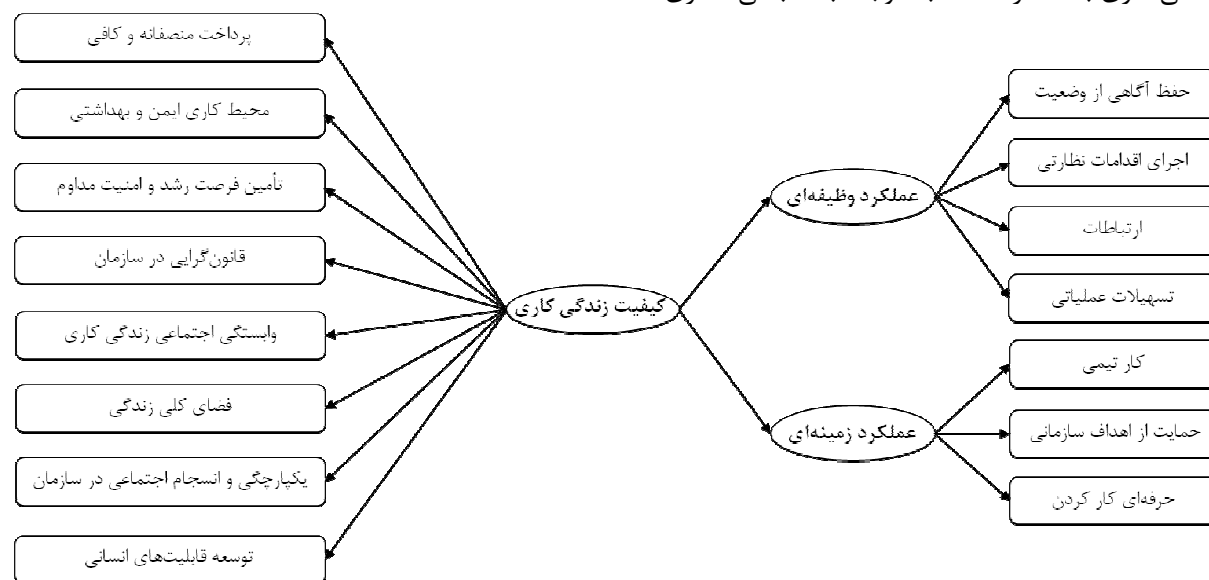 پرداخت منصفانه و کافی
محیط کاری ایمن و بهداشتی
تأمین فرصت رشد و امنیت مداوم
قانون‌گرایی در سازمان
وابستگی اجتماعی زندگی کاری
فضای کلی زندگی
یکپارچگی و انسجام اجتماعی در سازمان
توسعه قابلیت‌های انسانی
کیفیت زندگی کاری
عملکرد وظیفه‌ای
عملکرد زمینه‌ای
حفظ آگاهی از وضعیت
اجرای اقدامات نظارتی
ارتباطات
تسهیلات عملیاتی
کار تیمی
حمایت از اهداف سازمانی
حرفه‌ای کار کردن